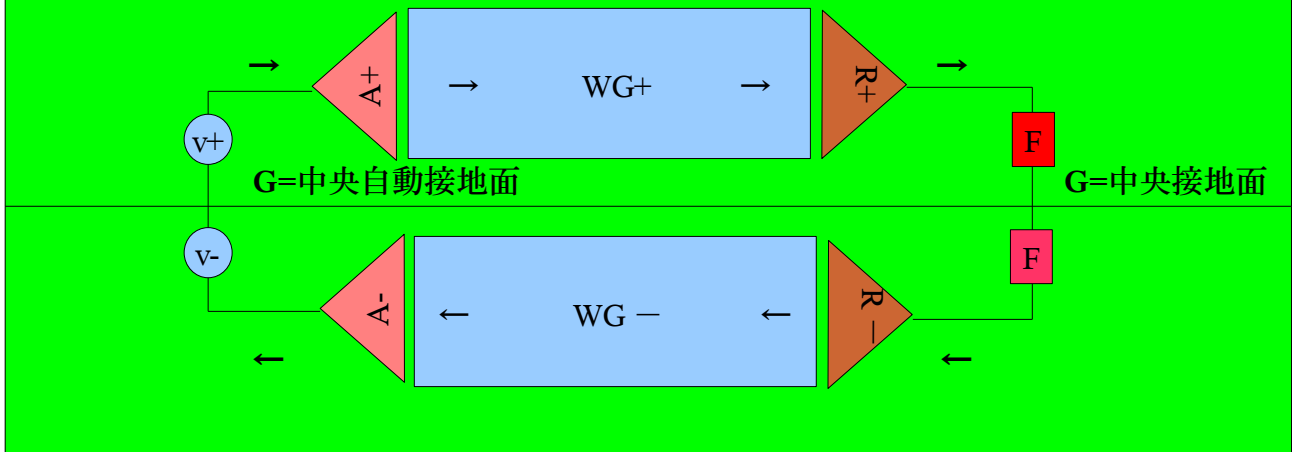 → →
A+ → WG+ → R+
v+ F
G=中央自動接地面 G=中央接地面
v- F
A- ← WG － ← R －
← ←